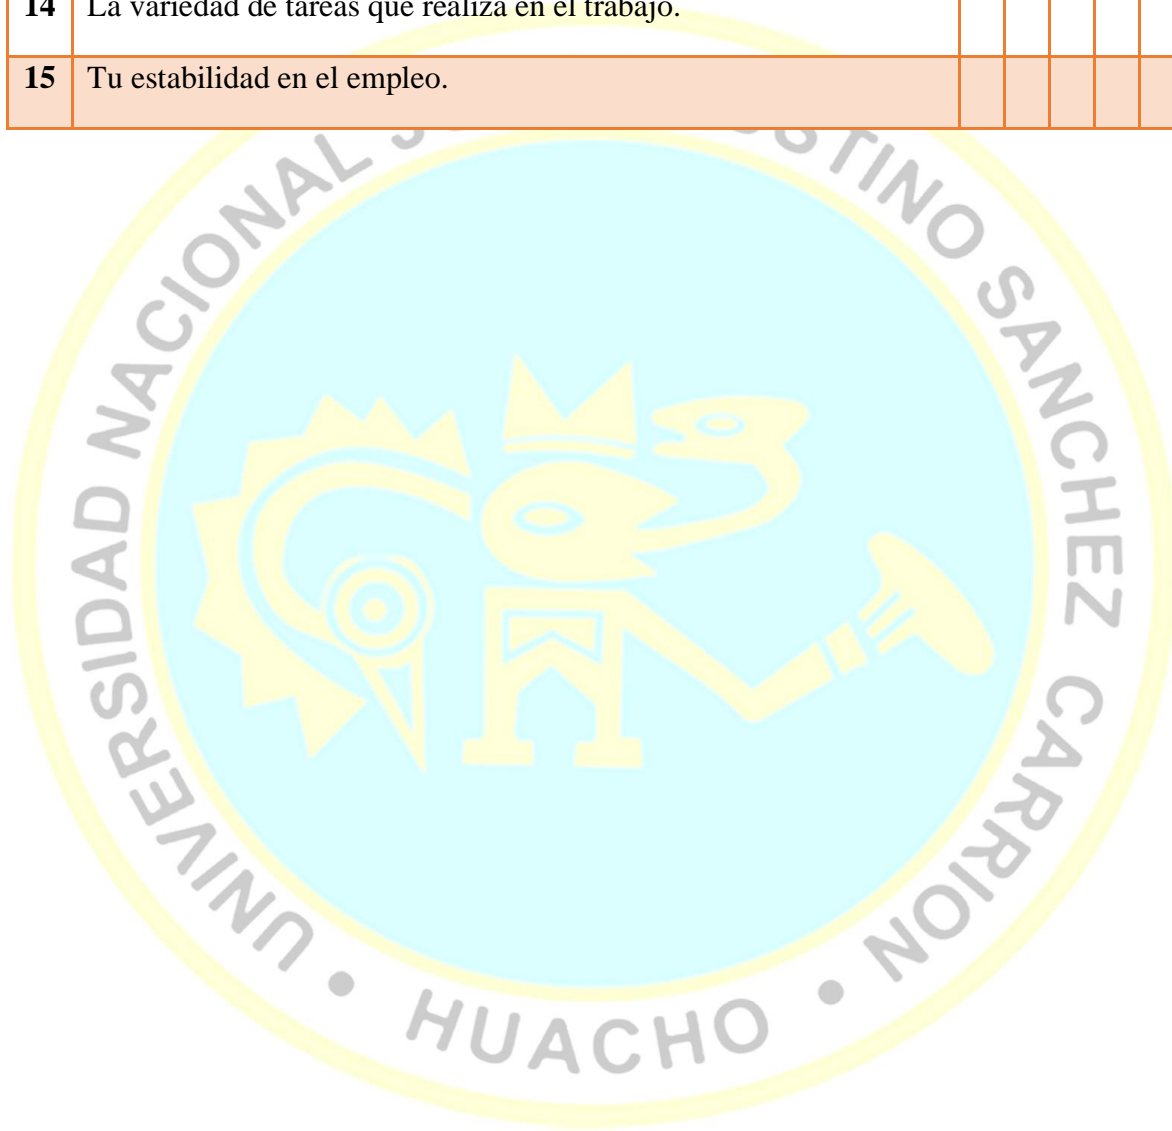 14 La variedad de tareas que realiza en el trabajo.
15 Tu estabilidad en el empleo.
UNIVERSIDAD NACIONAL J STINO SANCHEZ CARRION
• HUACHO •